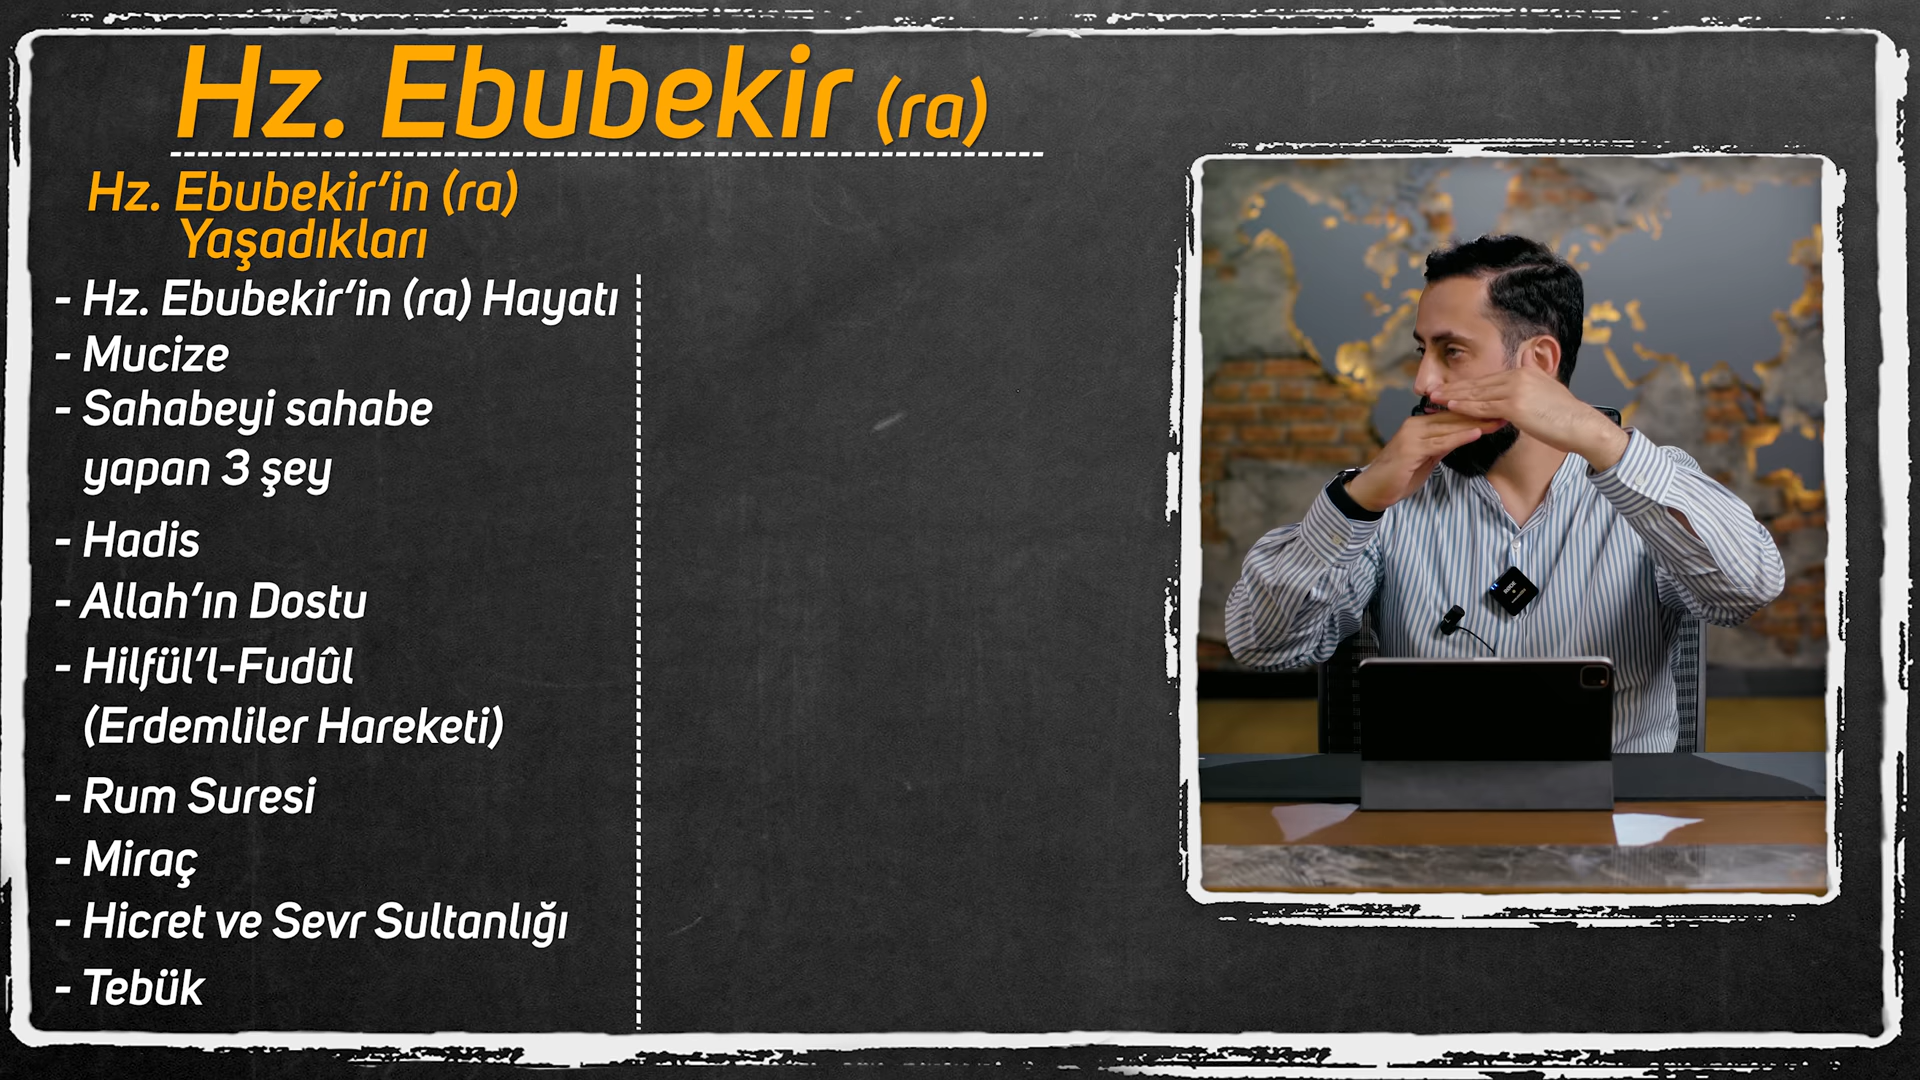 Hz. Ebubekir (ra)
Hz. Ebubekir’in (ra)
Yaşadıkları
- Hz. Ebubekir’in (ra) Hayatı
- Mucize
- Sahabeyi sahabe
yapan 3 şey
- Hadis
- Allah’ın Dostu
- Hilfül’l-Fudûl
(Erdemliler Hareketi)
- Rum Suresi
- Miraç
- Hicret ve Sevr Sultanlığı
- Tebük